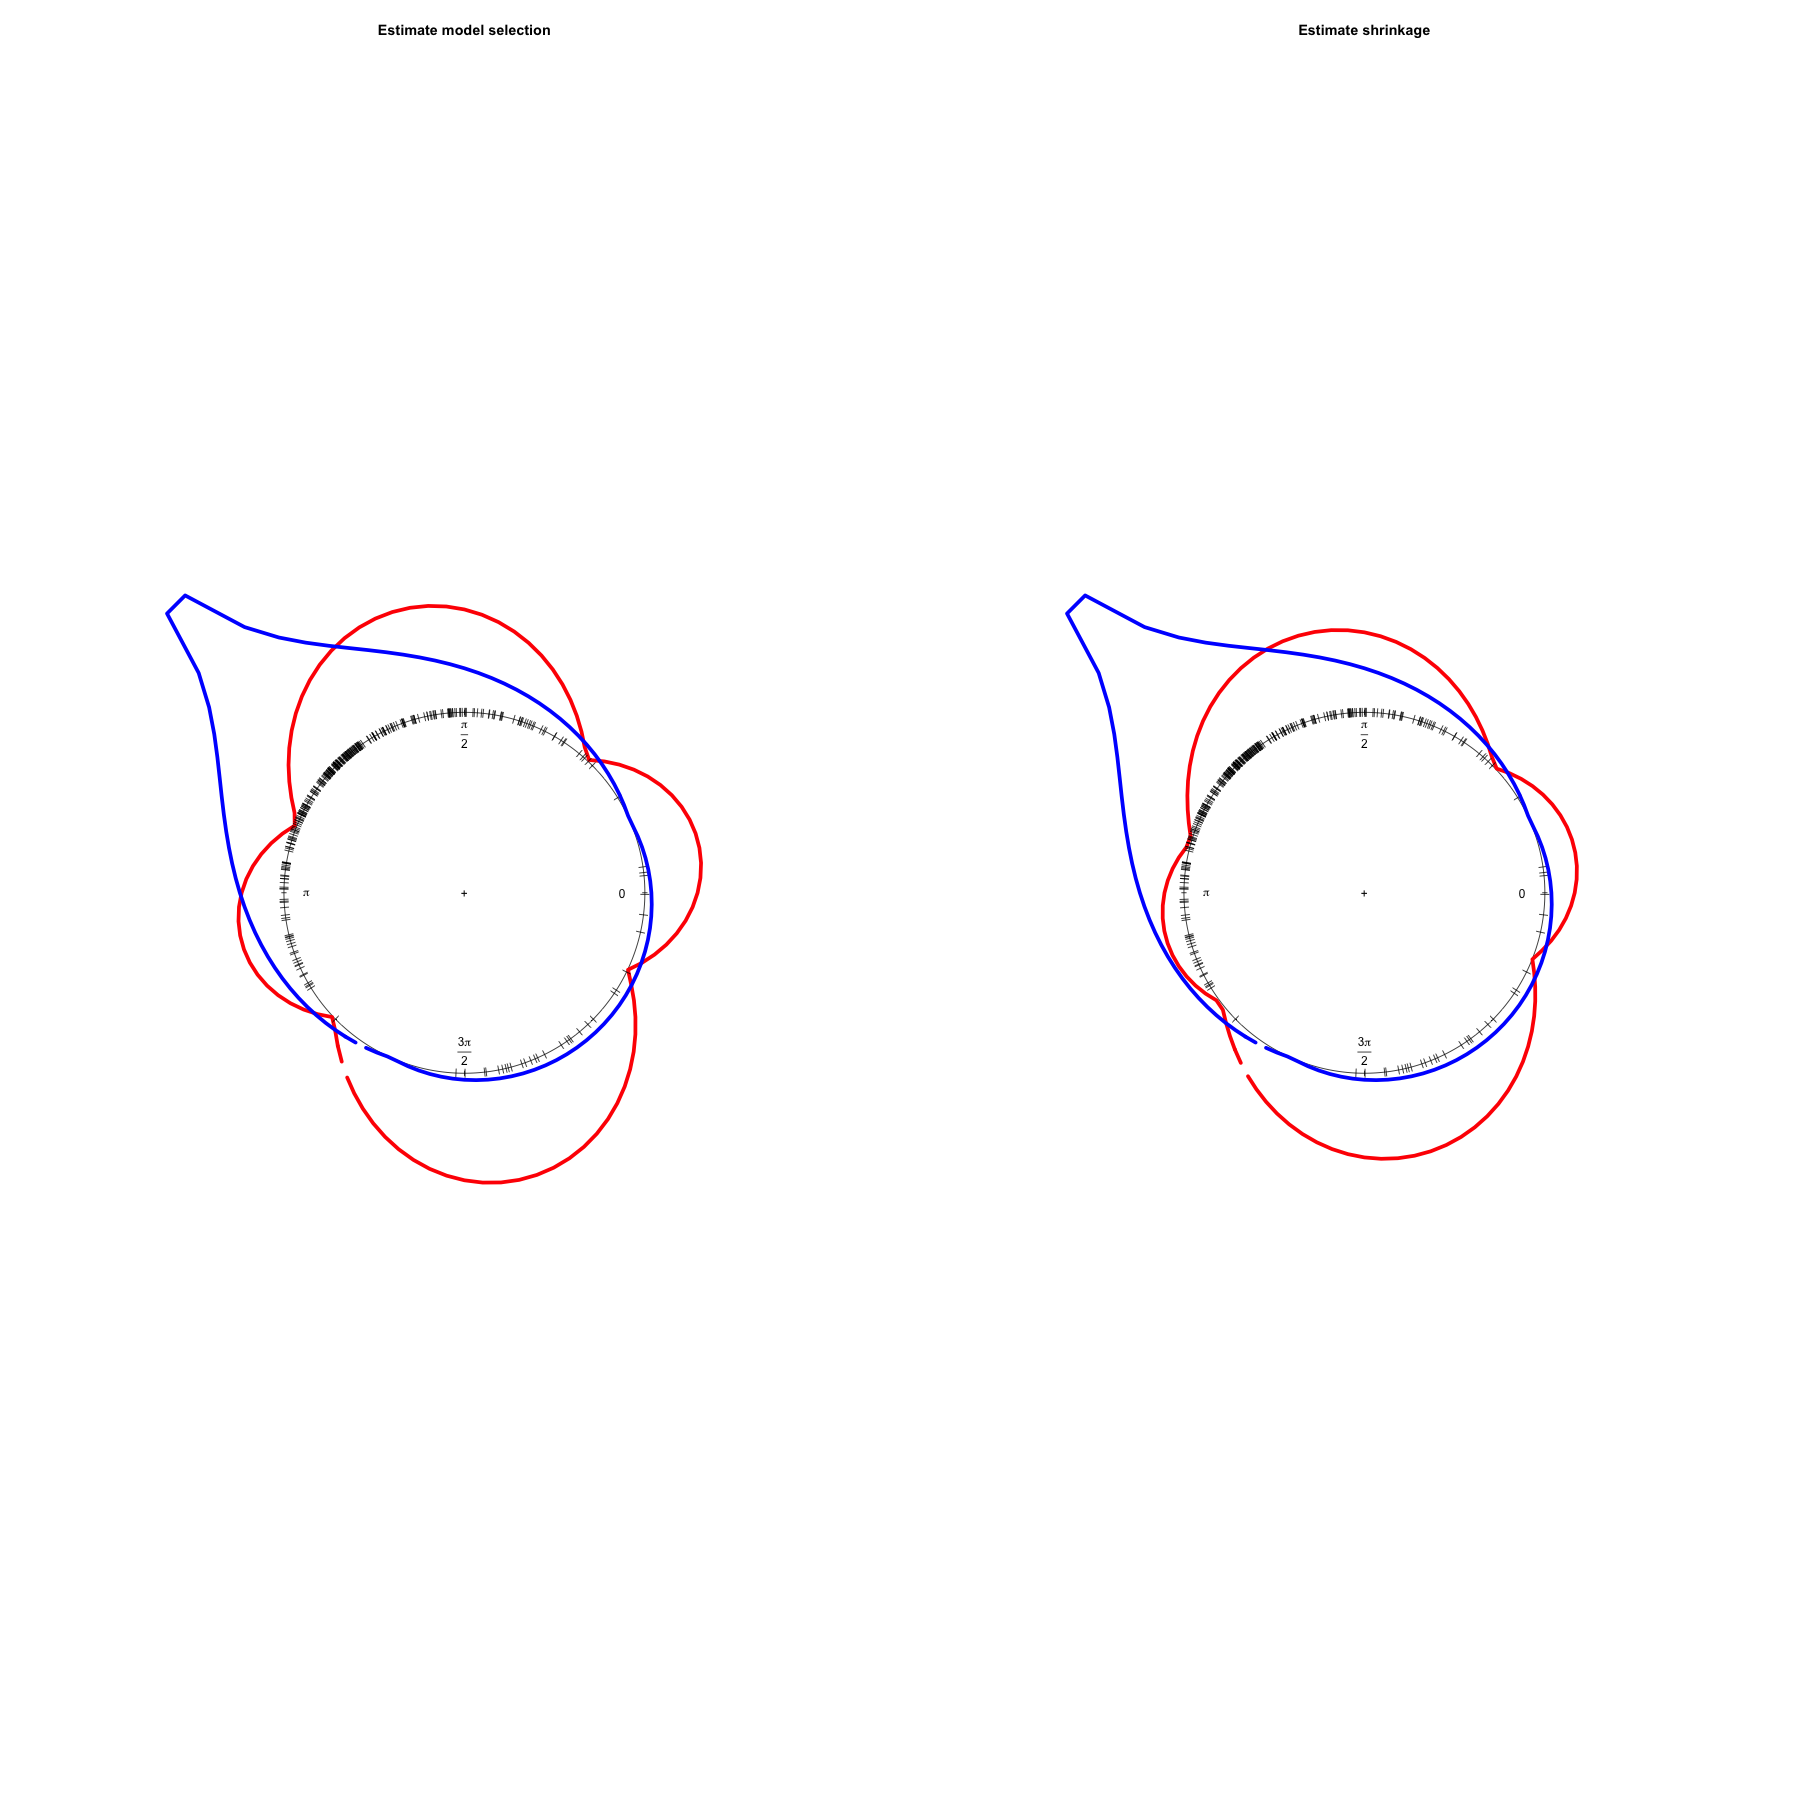 Estimate model selection
Estimate shrinkage
π
2
π
+
0
3π
2
π
2
π
+
0
3π
2